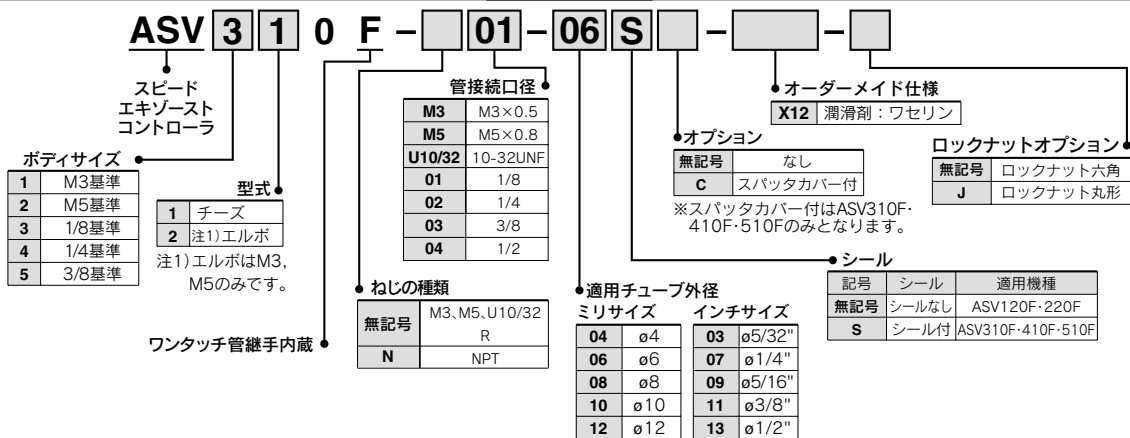 ASV 3 1 0 F – 01 – 06 S – –
スピード
エキゾースト
コントローラ
ボディサイズ
1 M3基準
2 M5基準
3 1/8基準
4 1/4基準
5 3/8基準
型式
1 チーズ
2 注1)エルボ
注1)エルボはM3,
M5のみです。
ワンタッチ管継手内蔵
ねじの種類
無記号 M3、M5、U10/32
R
N NPT
管接続口径
M3 M3×0.5
M5 M5×0.8
U10/32 10-32UNF
01 1/8
02 1/4
03 3/8
04 1/2
適用チューブ外径
ミリサイズ
04 ø4
06 ø6
08 ø8
10 ø10
12 ø12
インチサイズ
03 ø5/32"
07 ø1/4"
09 ø5/16"
11 ø3/8"
13 ø1/2"
シール
記号 シール 適用機種
無記号 シールなし ASV120F・220F
S シール付 ASV310F・410F・510F
オプション
無記号 なし
C スパッタカバー付
※スパッタカバー付はASV310F・
410F・510Fのみとなります。
オーダーメイド仕様
X12 潤滑剤：ワセリン
ロックナットオプション
無記号 ロックナット六角
J ロックナット丸形